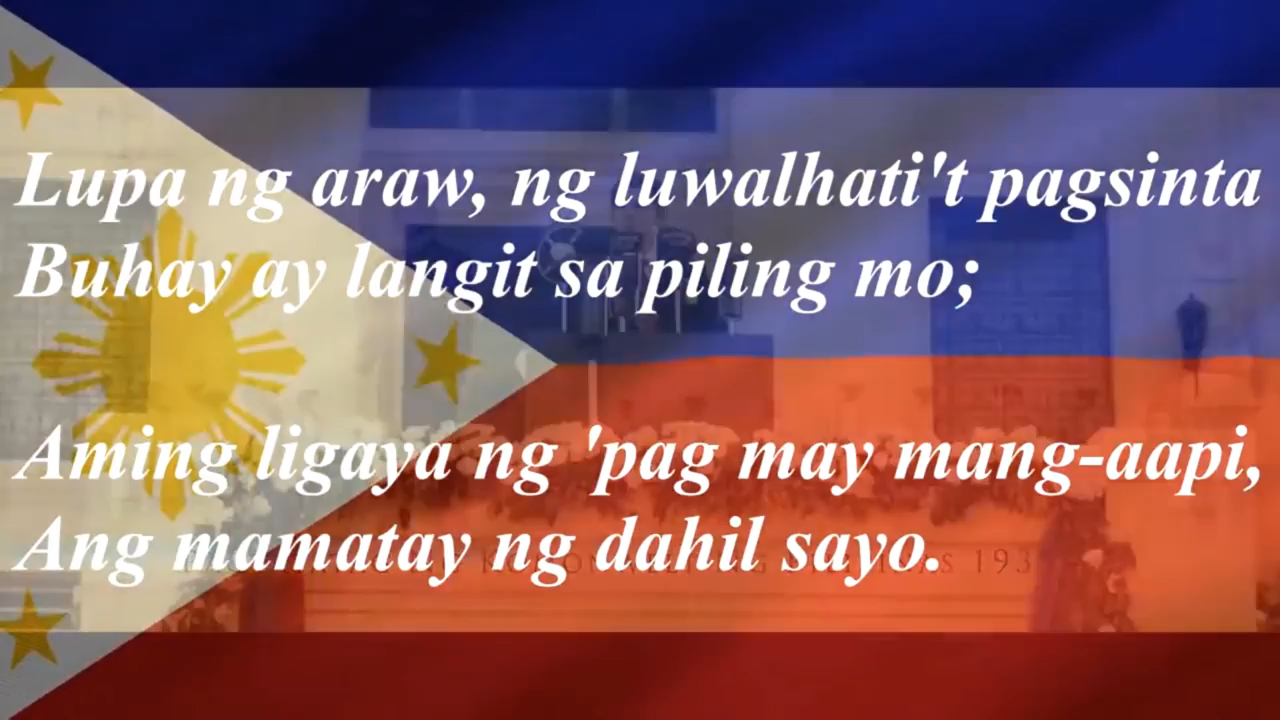 Lupa ng araw, ng luwalhati't pagsinta
Buhay ay langit sa piling mo;
Aming ligaya ng 'pag may mang-aapi,
Ang mamatay ng dahil sayo.